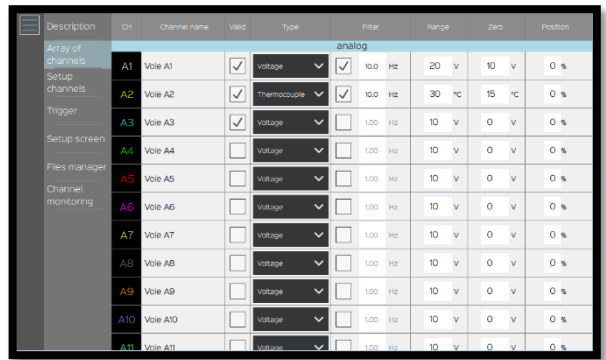 Description CH Channel name Valid Type Filter Range Zero Position
Array of
channels
Setup
channels
Trigger
Setup screen
Files manager
Channel
monitoring
analog
A1 Voie A1 Voltage 10.0 Hz 20 V 10 V 0 %
A2 Voie A2 Thermocouple 10.0 Hz 30 °C 15 °C 0 %
A3 Voie A3 Voltage 1.00 Hz 10 V 0 V 0 %
A4 Voie A4 Voltage 1.00 Hz 10 V 0 V 0 %
A5 Voie A5 Voltage 1.00 Hz 10 V 0 V 0 %
A6 Voie A6 Voltage 1.00 Hz 10 V 0 V 0 %
A7 Voie A7 Voltage 1.00 Hz 10 V 0 V 0 %
A8 Voie A8 Voltage 1.00 Hz 10 V 0 V 0 %
A9 Voie A9 Voltage 1.00 Hz 10 V 0 V 0 %
A10 Voie A10 Voltage 1.00 Hz 10 V 0 V 0 %
A11 Voie A11 Voltage 1.00 Hz 10 V 0 V 0 %